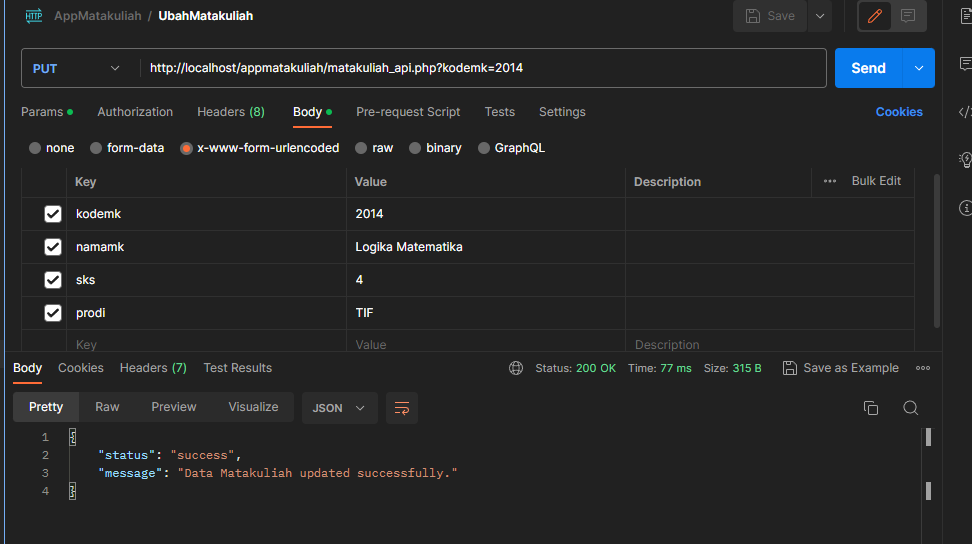 HTTP AppMatakuliah / UbahMatakuliah Save
PUT http://localhost/appmatakuliah/matakuliah_api.php?kodemk=2014 Send
Params Authorization Headers (8) Body Pre-request Script Tests Settings Cookies
none form-data x-www-form-urlencoded raw binary GraphQL
Key Value Description ••• Bulk Edit
kodemk 2014
namamk Logika Matematika
sks 4
prodi TIF
Key Value Description
Body Cookies Headers (7) Test Results Status: 200 OK Time: 77 ms Size: 315 B Save as Example
Pretty Raw Preview Visualize JSON
1 {
2 "status": "success",
3 "message": "Data Matakuliah updated successfully."
4 }